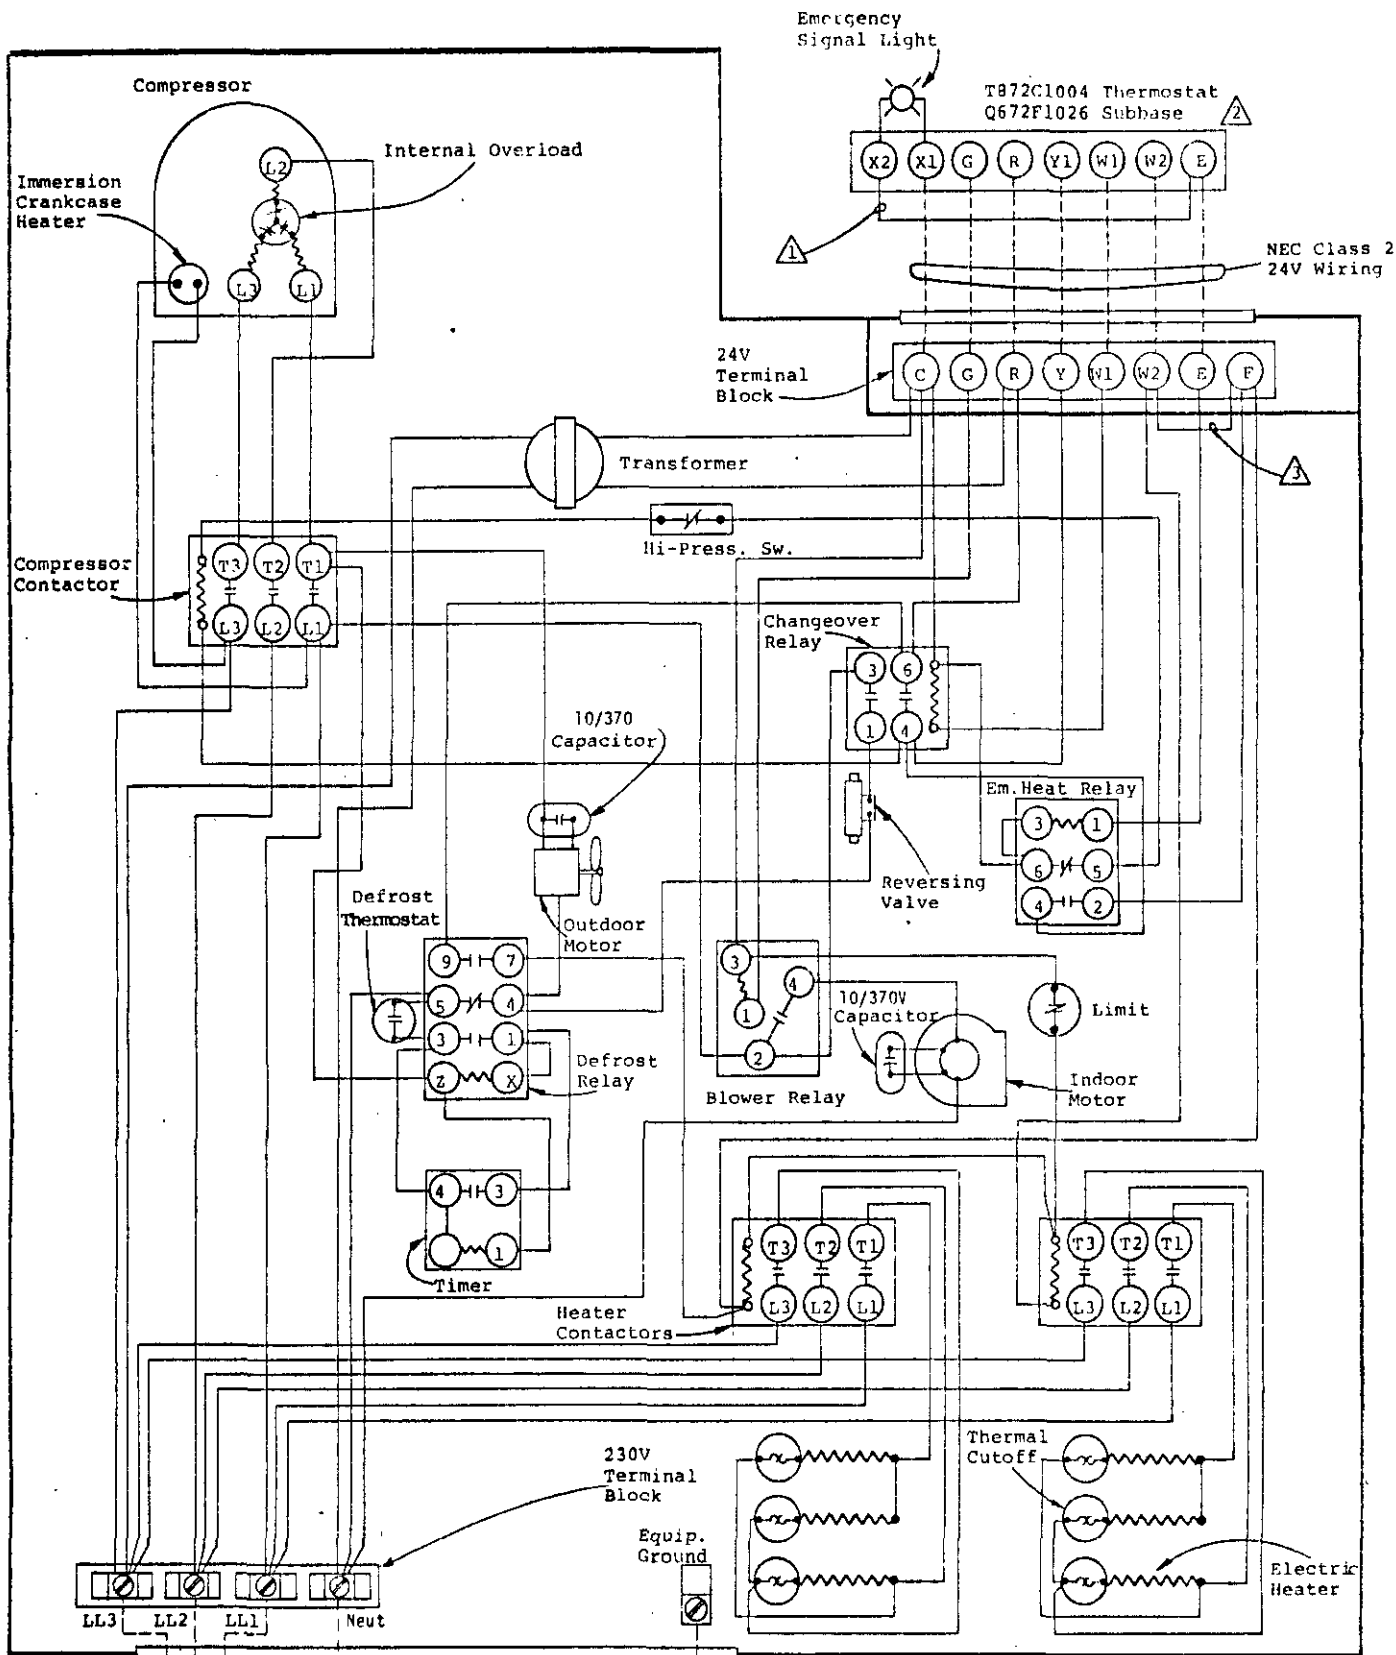 Emergency
Signal Light
Compressor
T872C1004 Thermostat
Q672F1026 Subbase
2
X2 X1 G R Y1 W1 W2 E
Internal Overload
L2
Immersion
Crankcase
Heater
L3 L1
1
NEC Class 2
24V Wiring
24V
Terminal
Block
C G R Y W1 W2 E F
Transformer
3
Hi-Press. Sw.
Compressor
Contactor
T3 T2 T1
L3 L2 L1
Changeover
Relay
3 6
1 4
10/370
Capacitor
Em.Heat Relay
3 1
6 5
4 2
Reversing
Valve
Defrost
Thermostat
Outdoor
Motor
9 7
5 4
3 1
Z X
Defrost
Relay
3 4
1
2
Blower Relay
10/370V
Capacitor
Limit
Indoor
Motor
4 3
1
Timer
T3 T2 T1
L3 L2 L1
T3 T2 T1
L3 L2 L1
Heater
Contactors
230V
Terminal
Block
Thermal
Cutoff
Equip.
Ground
Electric
Heater
LL3 LL2 LL1 Neut